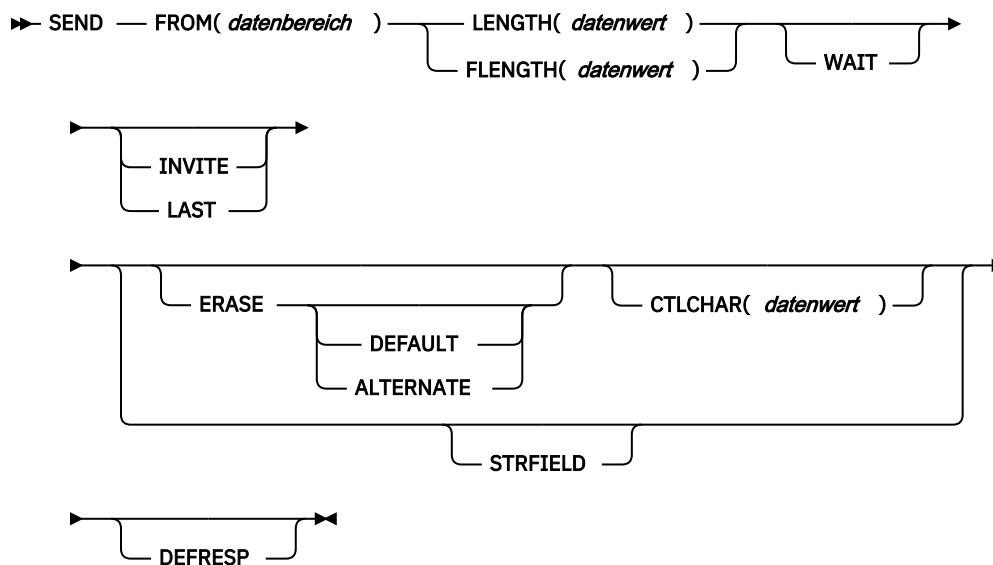 SEND FROM( datenbereich ) LENGTH( datenwert )
FLENGTH( datenwert ) WAIT
INVITE
LAST
ERASE CTLCHAR( datenwert )
DEFAULT
ALTERNATE
STRFIELD
DEFRESP